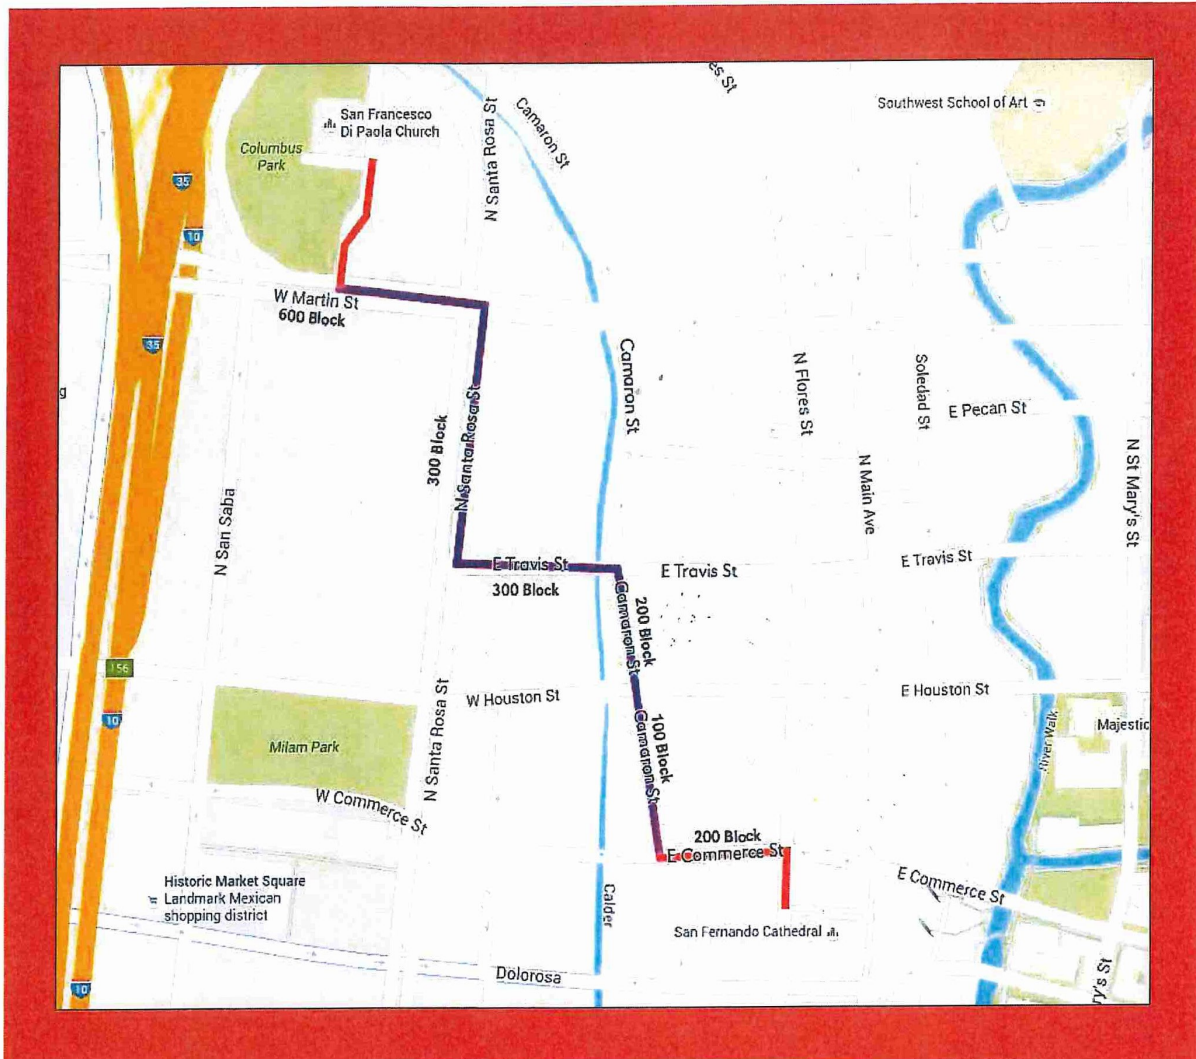 es St
Southwest School of Art
San Francesco
Di Paola Church
Camaron St
N Santa Rosa St
Columbus
Park
35
10
W Martin St
600 Block
35
Camaron St
N Flores St
Soledad St
E Pecan St
g
N Santa Rosa St
300 Block
N Main Ave
N St Mary's St
N San Saba
E Travis St
300 Block
E Travis St
E Travis St
200 Block
Camaron St
156
N Santa Rosa St
W Houston St
E Houston St
10
Milam Park
100 Block
Camaron St
River Walk
Majestic
W Commerce St
200 Block
E Commerce St
E Commerce St
Historic Market Square
Landmark Mexican
shopping district
Calder
San Fernando Cathedral
Dolorosa
ry's St
10